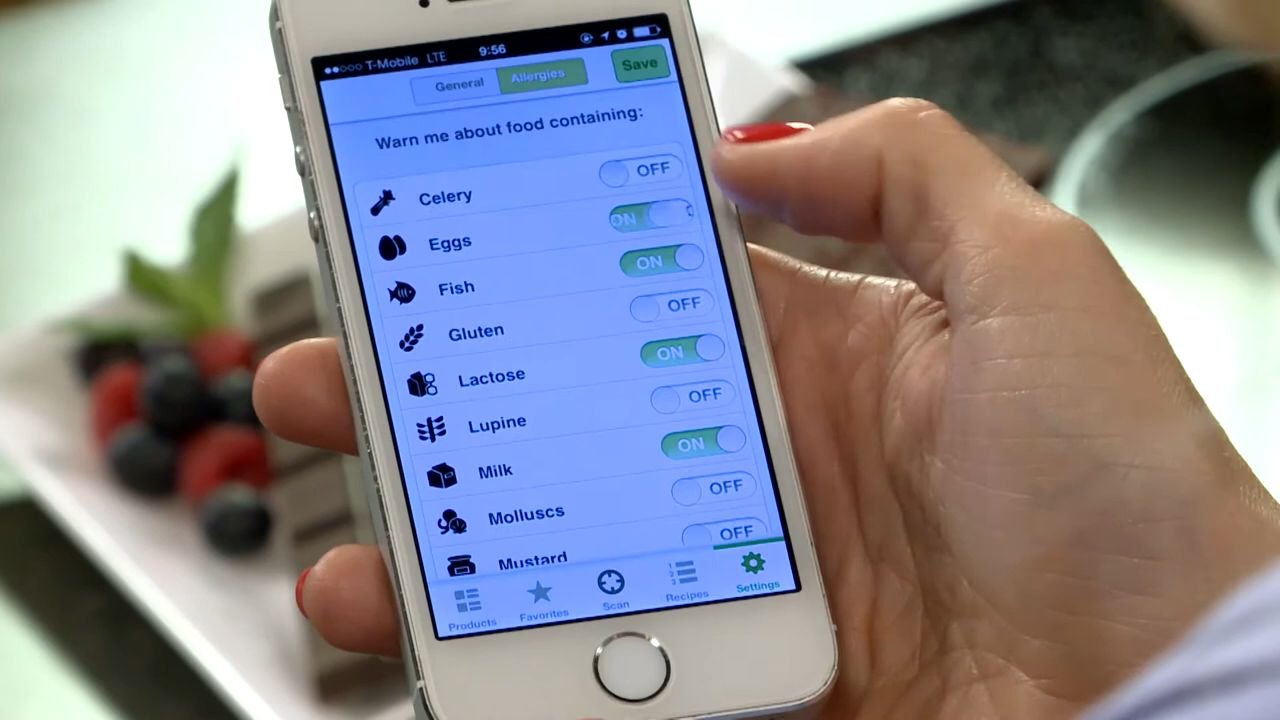 T-Mobile LTE 9:56
General Allergies Save
Warn me about food containing:
Celery OFF
Eggs ON
Fish ON
Gluten OFF
Lactose ON
Lupine OFF
Milk ON
Molluscs OFF
Mustard OFF
Products Favorites Scan Recipes Settings